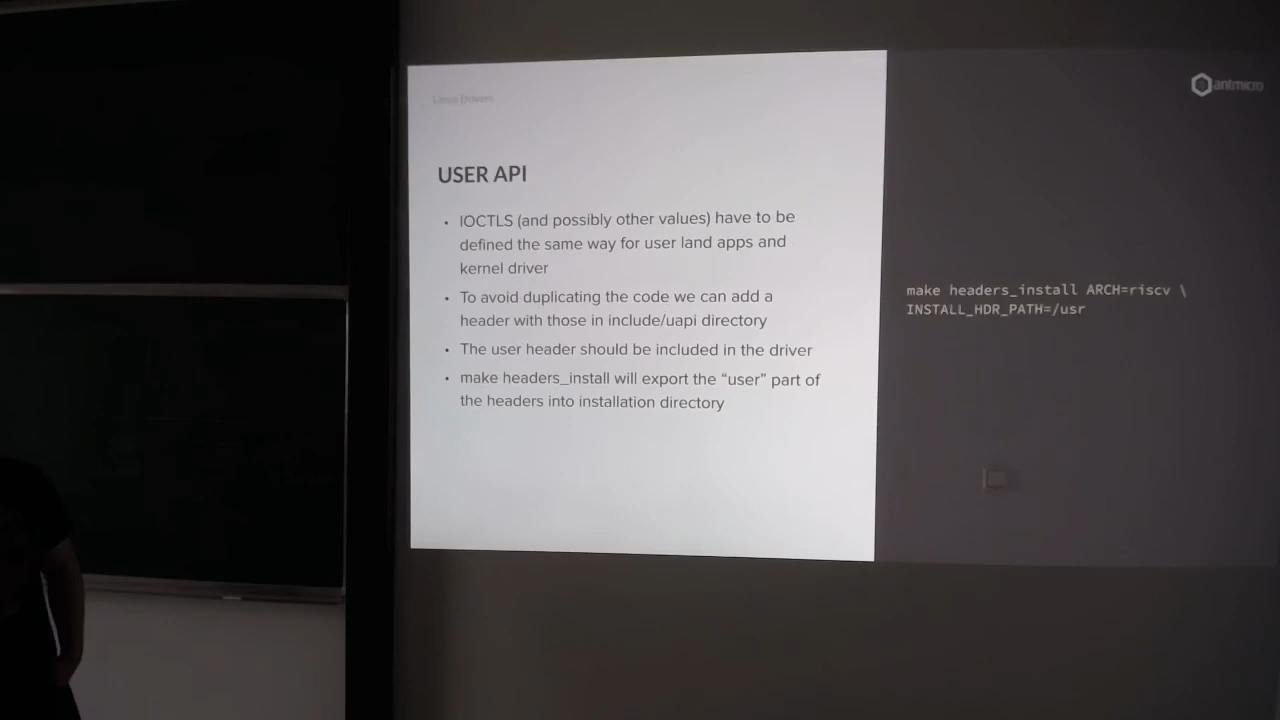 Linux Drivers
antmicro
USER API
• IOCTLS (and possibly other values) have to be
defined the same way for user land apps and
kernel driver
• To avoid duplicating the code we can add a
header with those in include/uapi directory
• The user header should be included in the driver
• make headers_install will export the “user” part of
the headers into installation directory
make headers_install ARCH=riscv \
INSTALL_HDR_PATH=/usr